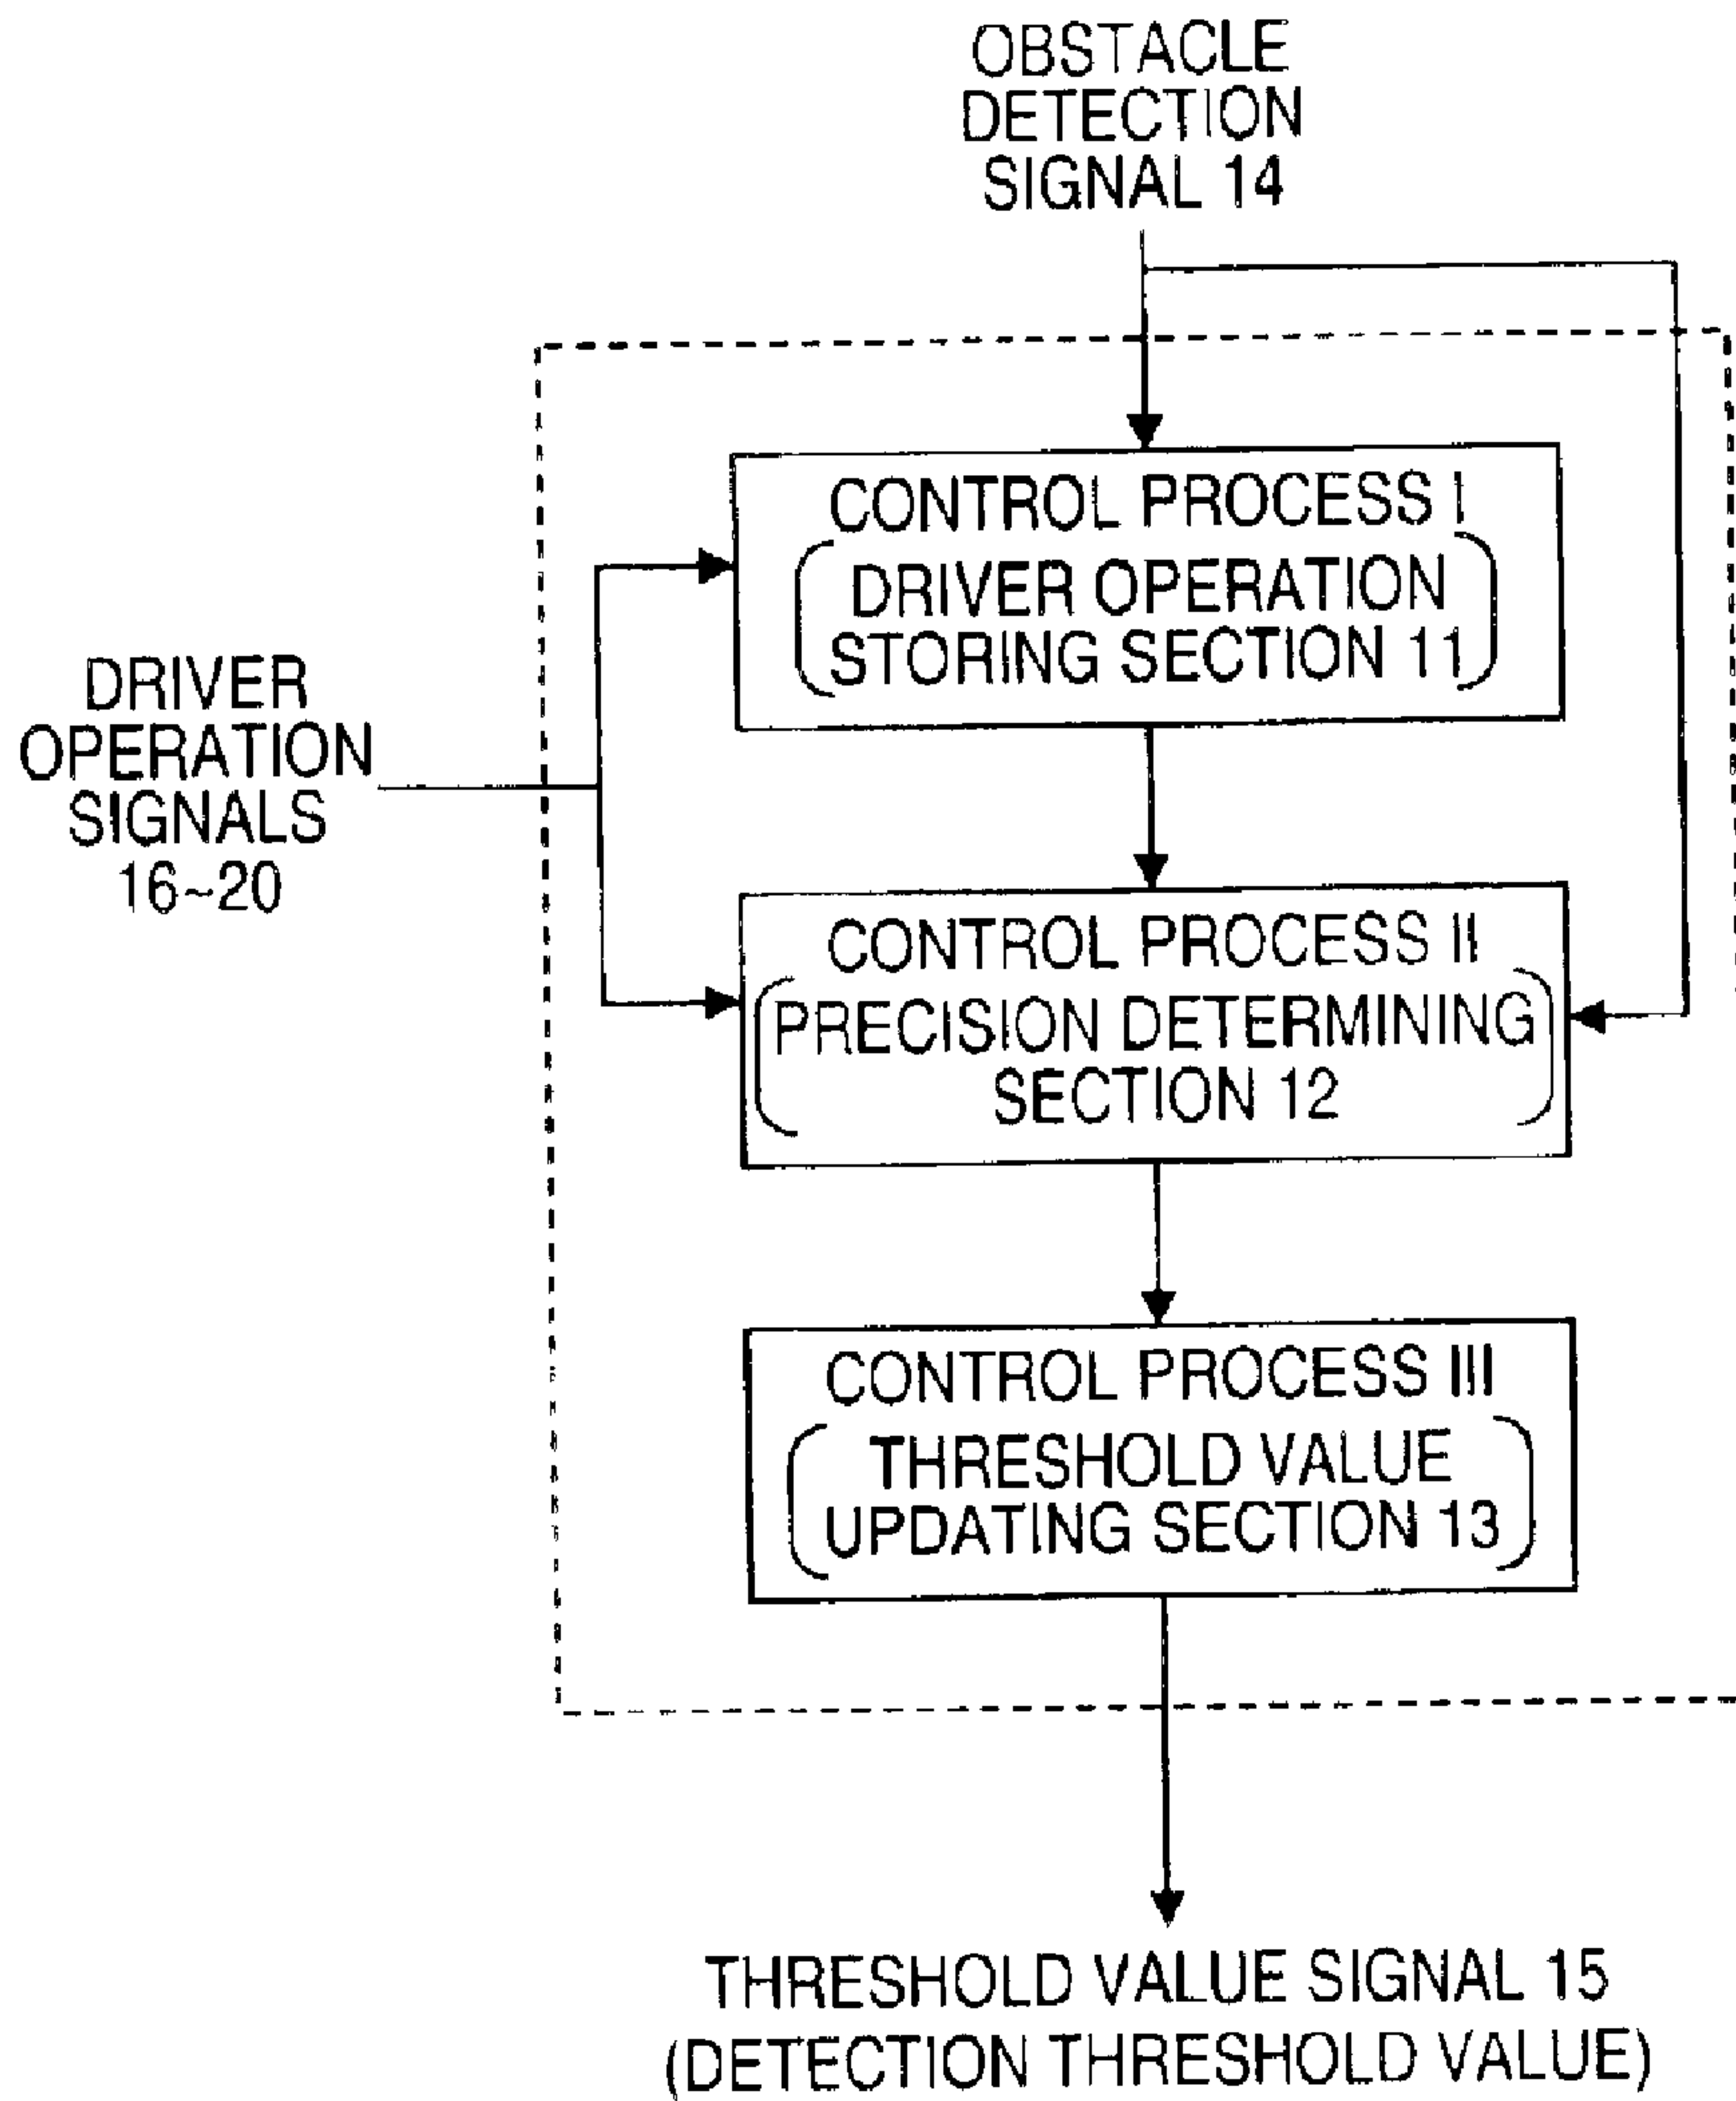 OBSTACLE
DETECTION
SIGNAL 14
CONTROL PROCESS I
DRIVER OPERATION
STORING SECTION 11
DRIVER
OPERATION
SIGNALS
16~20
CONTROL PROCESS II
PRECISION DETERMINING
SECTION 12
CONTROL PROCESS III
THRESHOLD VALUE
UPDATING SECTION 13
THRESHOLD VALUE SIGNAL 15
(DETECTION THRESHOLD VALUE)